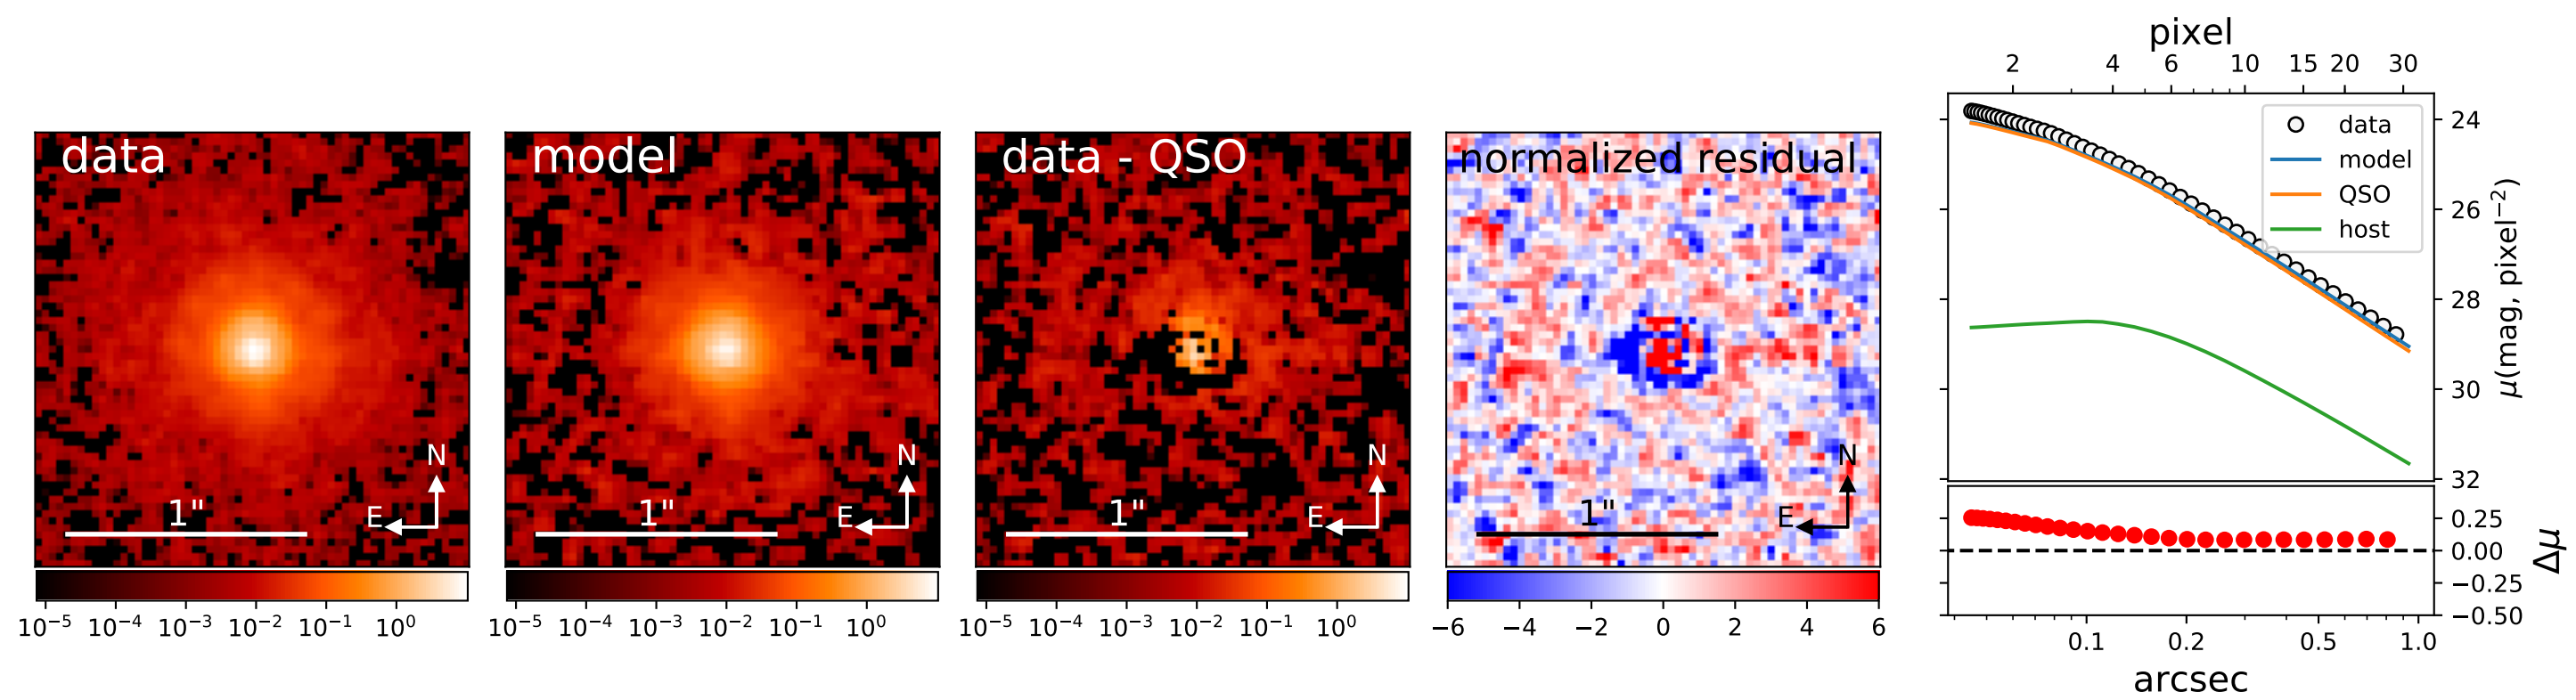 data
1"
N
E
10⁻⁵ 10⁻⁴ 10⁻³ 10⁻² 10⁻¹ 10⁰
model
1"
N
E
10⁻⁵ 10⁻⁴ 10⁻³ 10⁻² 10⁻¹ 10⁰
data - QSO
1"
N
E
10⁻⁵ 10⁻⁴ 10⁻³ 10⁻² 10⁻¹ 10⁰
normalized residual
1"
N
E
−6 −4 −2 0 2 4 6
pixel
2 4 6 10 15 20 30
data
model
QSO
host
24
26
28
30
32
μ(mag, pixel⁻²)
0.25
0.00
−0.25
−0.50
Δμ
0.1 0.2 0.5 1.0
arcsec